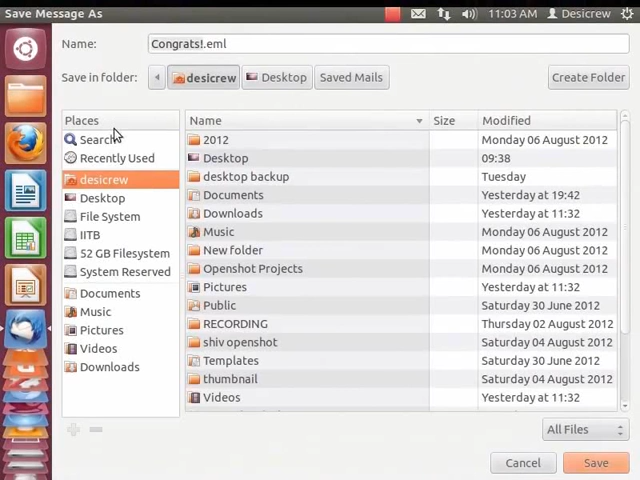 Save Message As
11:03 AM Desicrew
Name: Congrats!.eml
Save in folder: desicrew Desktop Saved Mails Create Folder
Places
Search
Recently Used
desicrew
Desktop
File System
IITB
52 GB Filesystem
System Reserved
Documents
Music
Pictures
Videos
Downloads
Name Size Modified
2012 Monday 06 August 2012
Desktop 09:38
desktop backup Tuesday
Documents Yesterday at 19:42
Downloads Yesterday at 11:32
Music Monday 06 August 2012
New folder Monday 06 August 2012
Openshot Projects Monday 06 August 2012
Pictures Yesterday at 11:32
Public Saturday 30 June 2012
RECORDING Thursday 02 August 2012
shiv openshot Saturday 04 August 2012
Templates Yesterday at 11:32
thumbnail Saturday 04 August 2012
Videos Yesterday at 11:32
All Files
Cancel Save